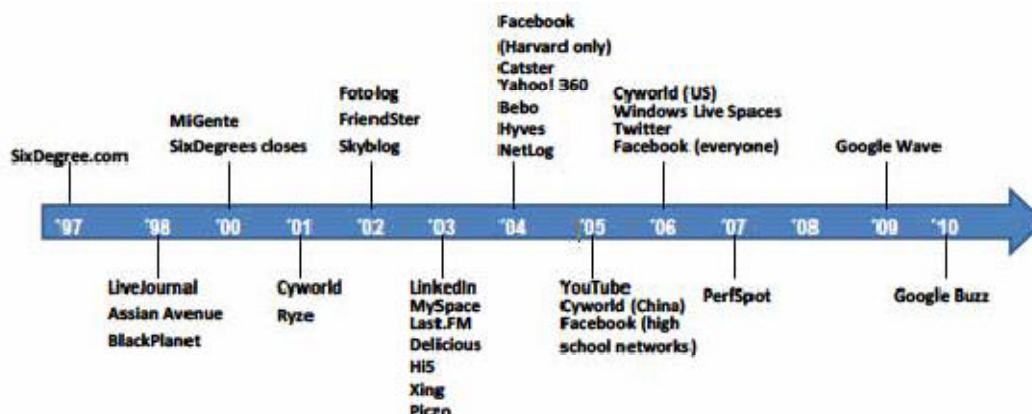 Facebook
(Harvard only)
Catster
Yahoo! 360
Bebo
Hyves
NetLog
Fotolog
FriendSter
Skyblog
Cyworld (US)
Windows Live Spaces
Twitter
Facebook (everyone)
MiGente
SixDegrees closes
SixDegree.com
Google Wave
'97 '98 '00 '01 '02 '03 '04 '05 '06 '07 '08 '09 '10
LiveJournal
Assian Avenue
BlackPlanet
Cyworld
Ryze
LinkedIn
MySpace
Last.FM
Delicious
Hi5
Xing
YouTube
Cyworld (China)
Facebook (high
school networks)
PerfSpot
Google Buzz